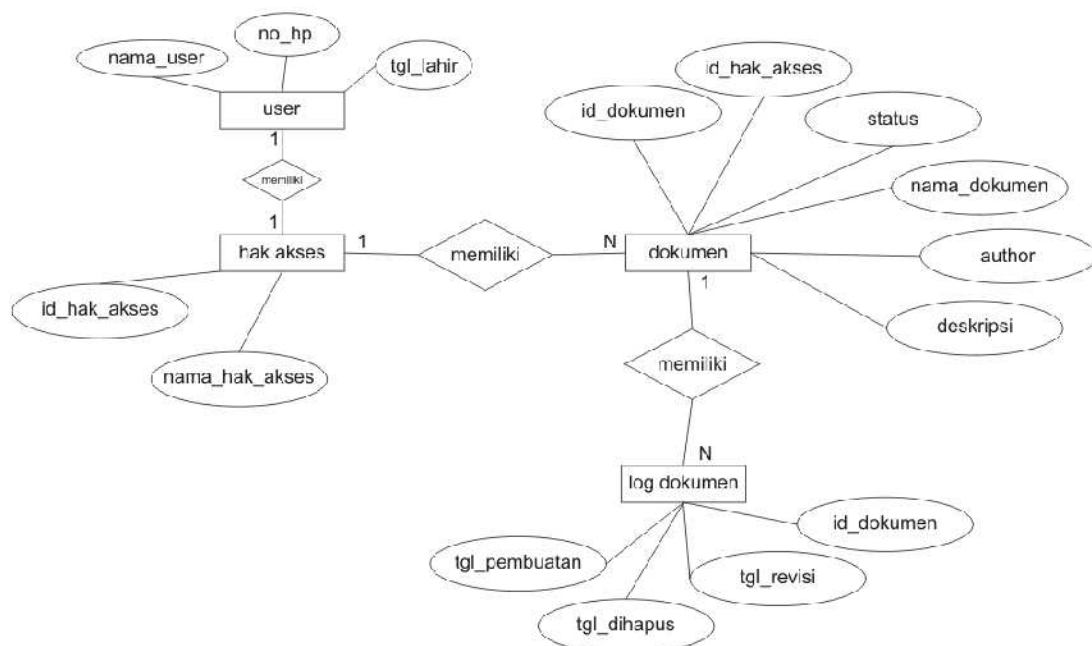 no_hp
nama_user
tgl_lahir
user
1
memiliki
1
hak akses
1
memiliki
N
id_hak_akses
nama_hak_akses
id_hak_akses
id_dokumen
status
nama_dokumen
dokumen
author
1
deskripsi
memiliki
N
log dokumen
id_dokumen
tgl_pembuatan
tgl_revisi
tgl_dihapus